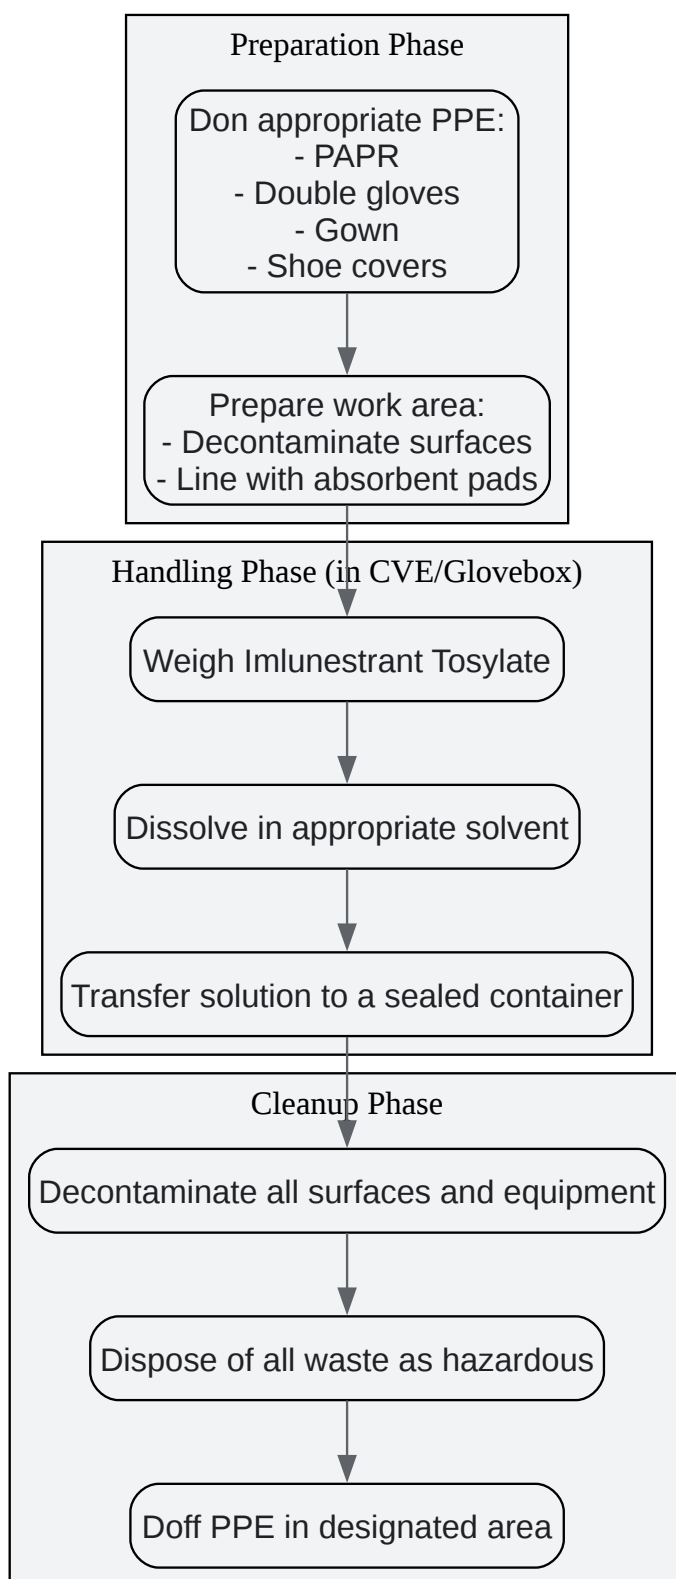 Preparation Phase
Don appropriate PPE:
- PAPR
- Double gloves
- Gown
- Shoe covers
Prepare work area:
- Decontaminate surfaces
- Line with absorbent pads
Handling Phase (in CVE/Glovebox)
Weigh Imlunestrant Tosylate
Dissolve in appropriate solvent
Transfer solution to a sealed container
Cleanup Phase
Decontaminate all surfaces and equipment
Dispose of all waste as hazardous
Doff PPE in designated area